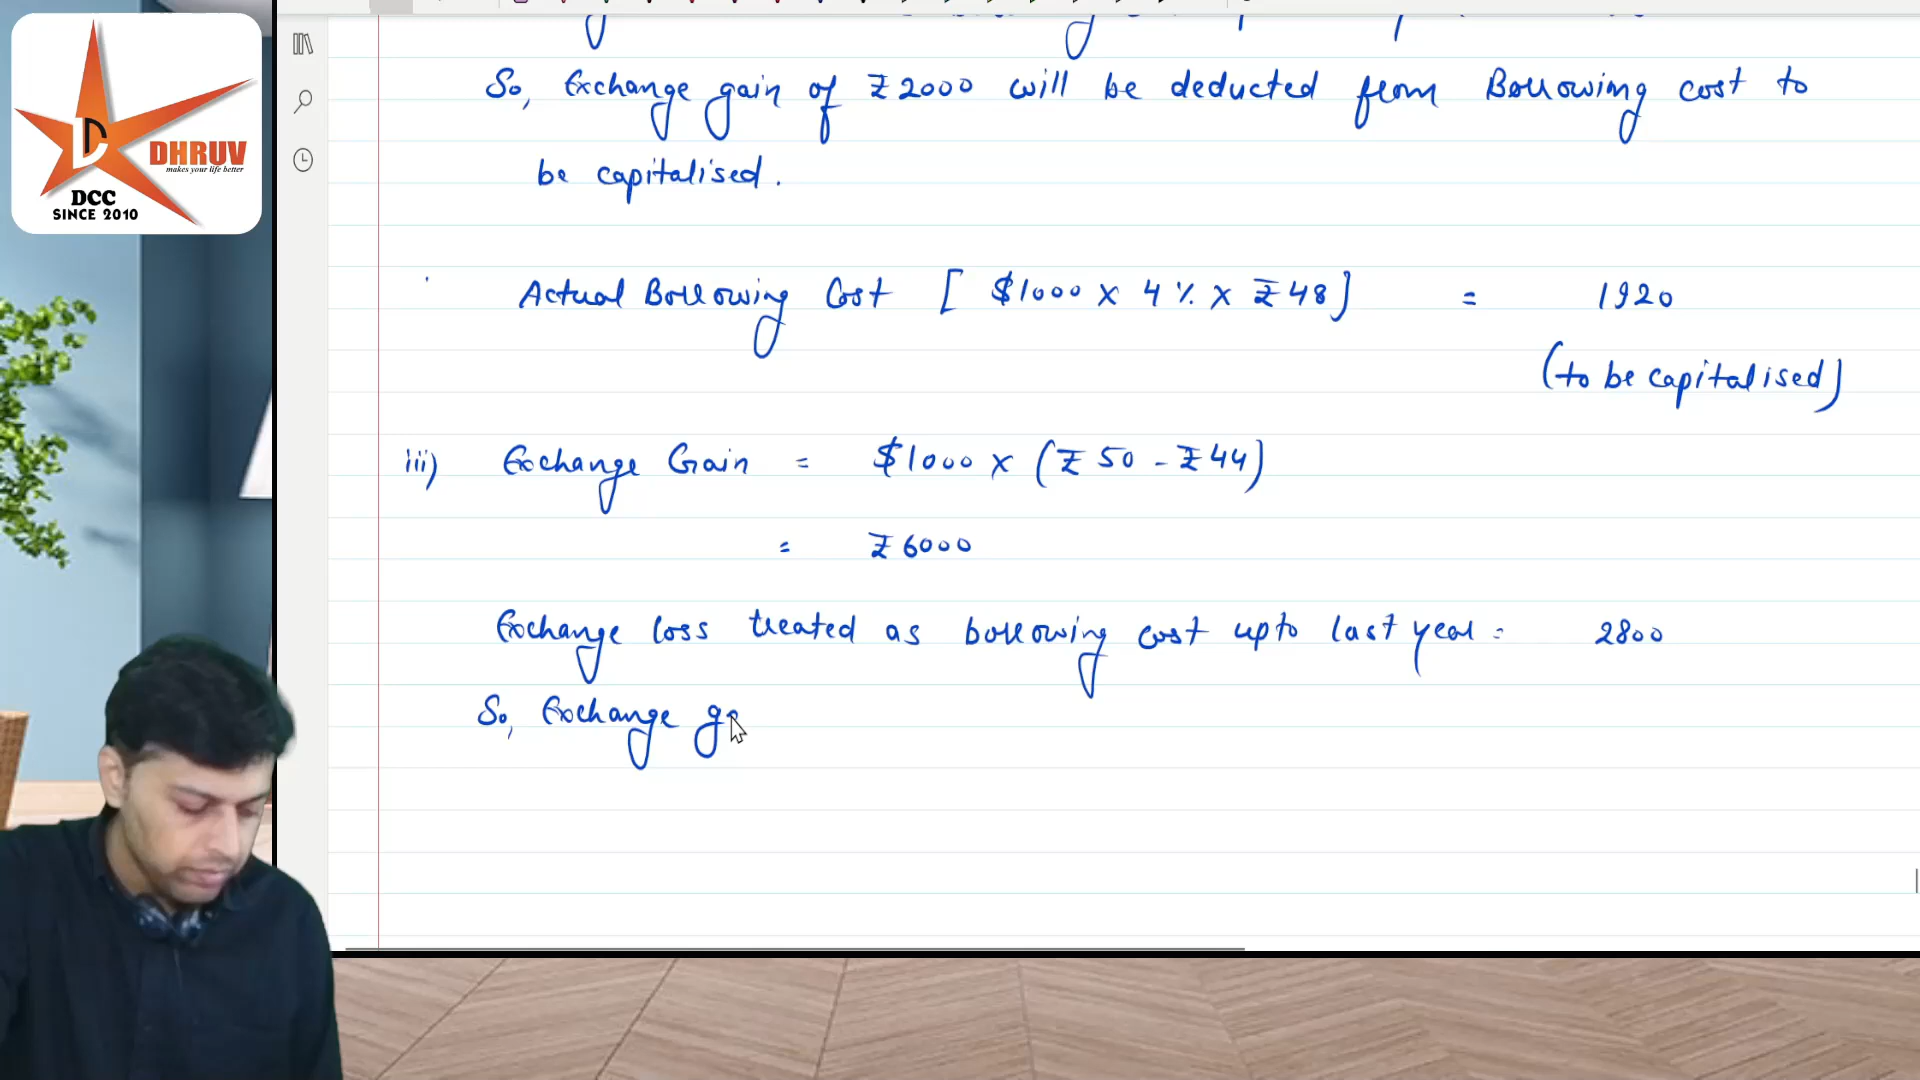 DHRUV
makes your life better
DCC
SINCE 2010
So, Exchange gain of ₹2000 will be deducted from Borrowing cost to
be capitalised.
Actual Borrowing Cost [ $1000 x 4% x ₹48] = 1920
(to be capitalised)
iii) Exchange Gain = $1000 x (₹50 - ₹44)
= ₹6000
Exchange loss treated as borrowing cost upto last year = 2800
So, Exchange ga